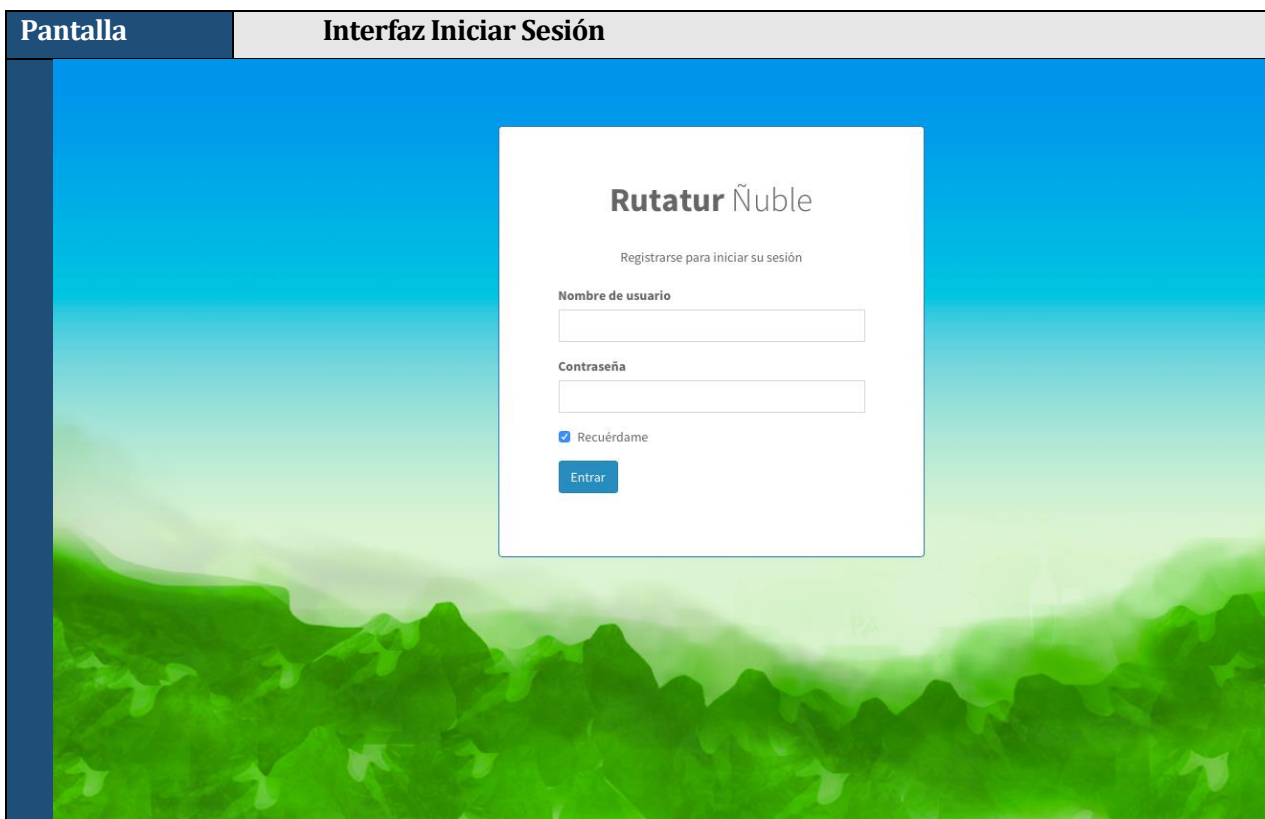 Pantalla Interfaz Iniciar Sesión
Rutatur Ñuble
Registrarse para iniciar su sesión
Nombre de usuario
Contraseña
Recuérdame
Entrar